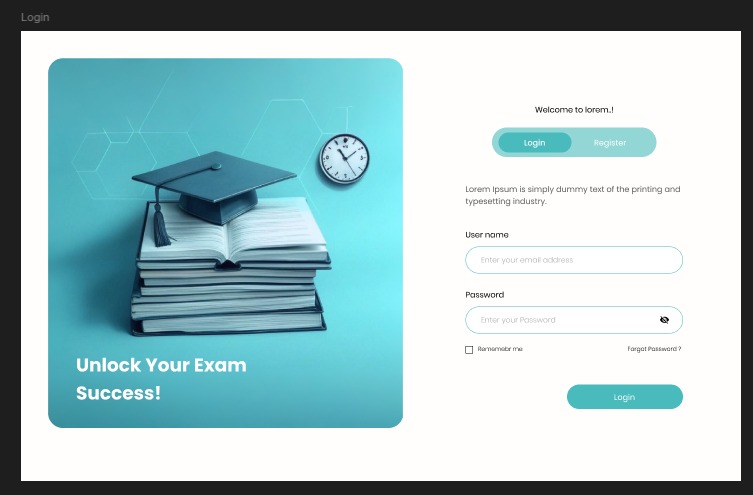 Login
Welcome to lorem..!
Login
Register
Lorem Ipsum is simply dummy text of the printing and
typesetting industry.
User name
Enter your email address
Password
Enter your Password
Rememebr me
Forgot Password ?
Login
Unlock Your Exam
Success!